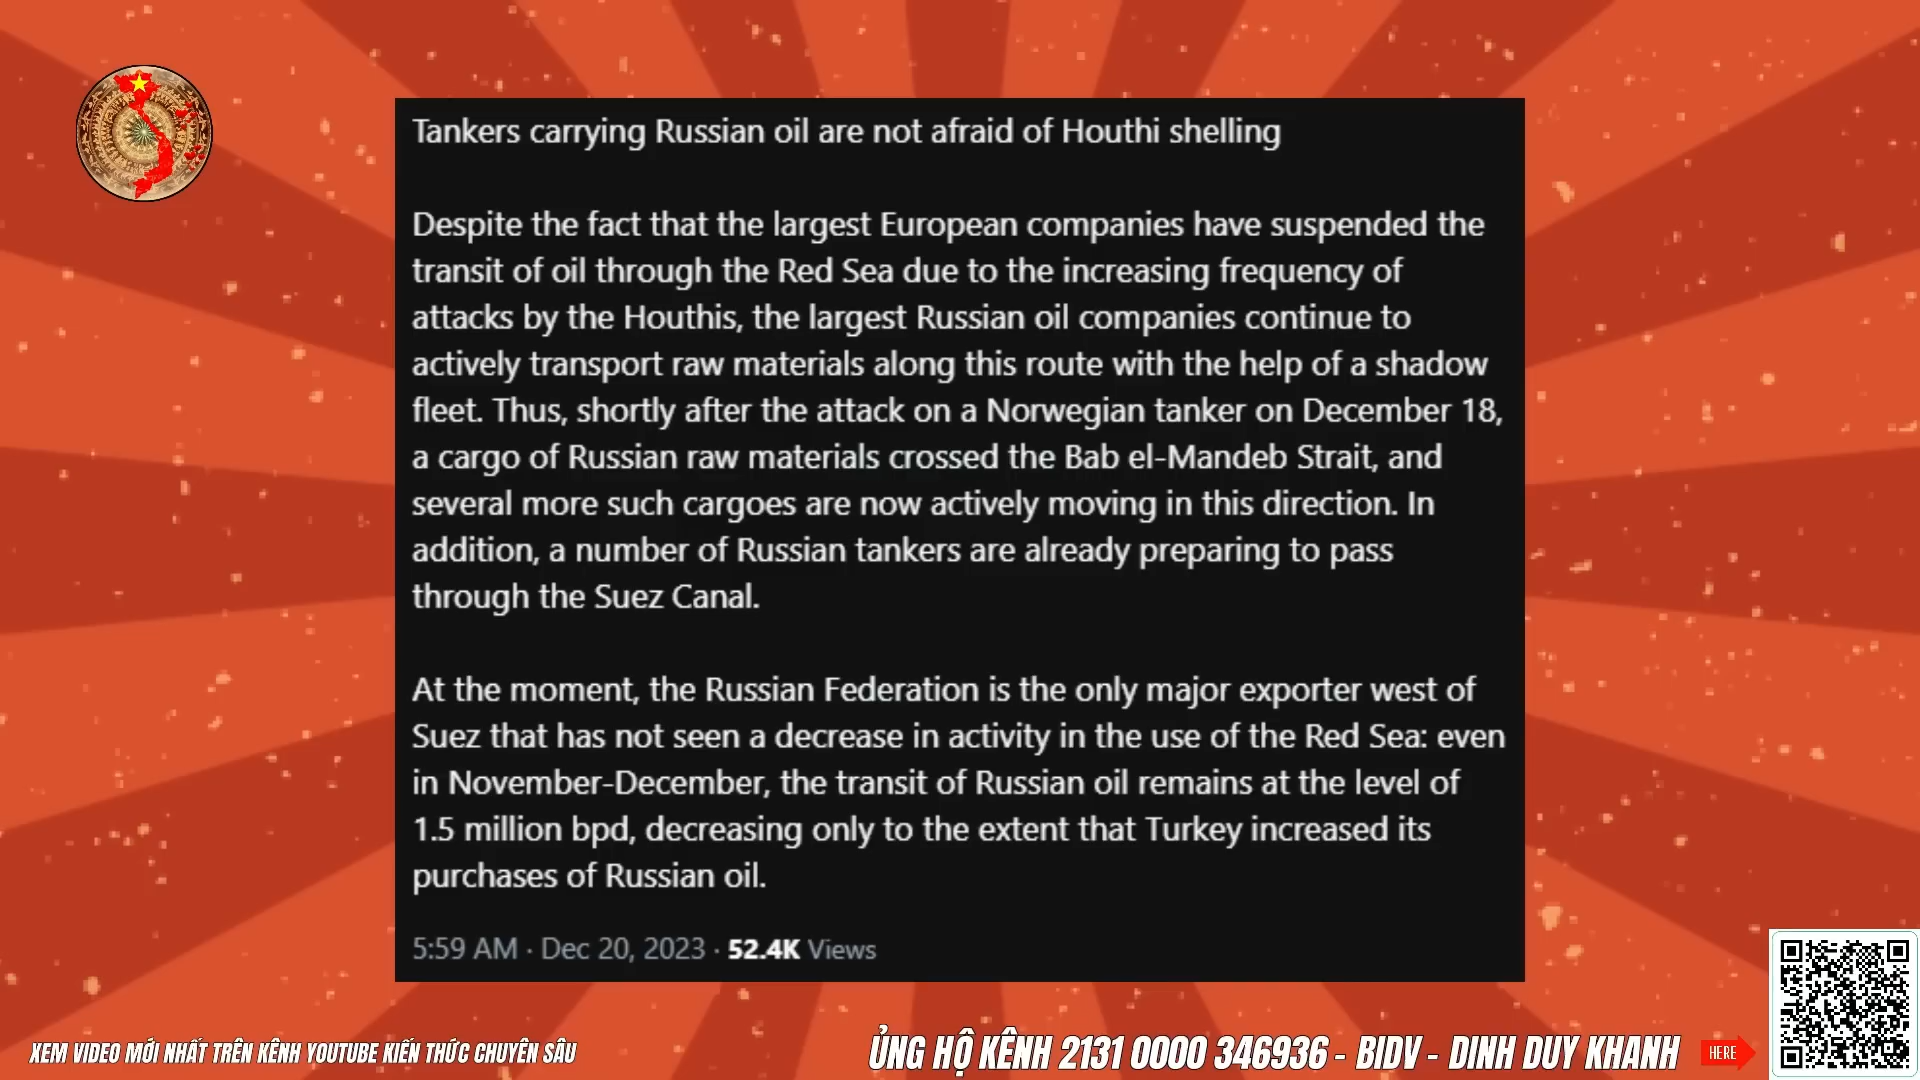 Tankers carrying Russian oil are not afraid of Houthi shelling
Despite the fact that the largest European companies have suspended the
transit of oil through the Red Sea due to the increasing frequency of
attacks by the Houthis, the largest Russian oil companies continue to
actively transport raw materials along this route with the help of a shadow
fleet. Thus, shortly after the attack on a Norwegian tanker on December 18,
a cargo of Russian raw materials crossed the Bab el-Mandeb Strait, and
several more such cargoes are now actively moving in this direction. In
addition, a number of Russian tankers are already preparing to pass
through the Suez Canal.
At the moment, the Russian Federation is the only major exporter west of
Suez that has not seen a decrease in activity in the use of the Red Sea: even
in November-December, the transit of Russian oil remains at the level of
1.5 million bpd, decreasing only to the extent that Turkey increased its
purchases of Russian oil.
5:59 AM · Dec 20, 2023 · 52.4K Views
XEM VIDEO MỚI NHẤT TRÊN KÊNH YOUTUBE KIẾN THỨC CHUYÊN SÂU
ỦNG HỘ KÊNH 2131 0000 346936 - BIDV - DINH DUY KHANH
HERE